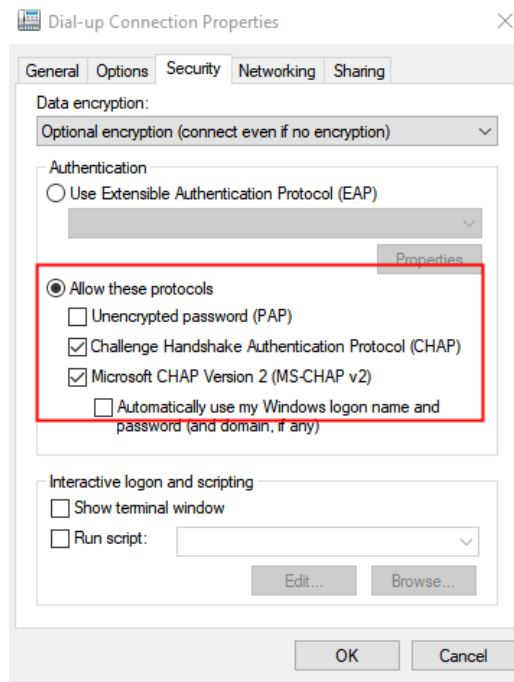 Dial-up Connection Properties
General Options Security Networking Sharing
Data encryption:
Optional encryption (connect even if no encryption)
Authentication
Use Extensible Authentication Protocol (EAP)
Properties
Allow these protocols
Unencrypted password (PAP)
Challenge Handshake Authentication Protocol (CHAP)
Microsoft CHAP Version 2 (MS-CHAP v2)
Automatically use my Windows logon name and
password (and domain, if any)
Interactive logon and scripting
Show terminal window
Run script:
Edit... Browse...
OK Cancel